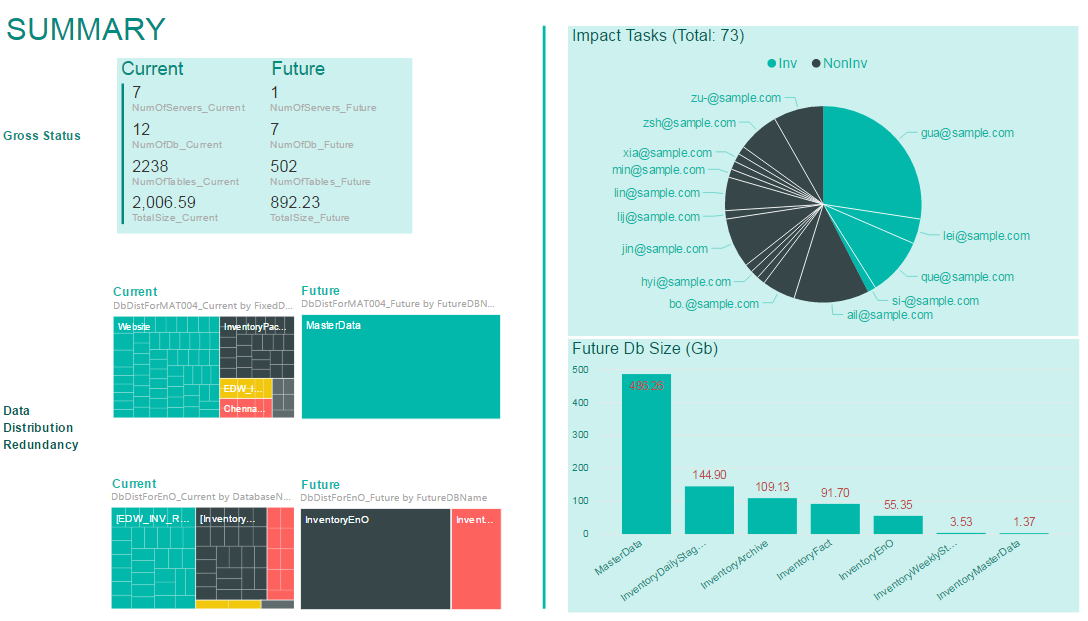 SUMMARY
Gross Status
Current
Future
7
NumOfServers_Current
1
NumOfServers_Future
12
NumOfDb_Current
7
NumOfDb_Future
2238
NumOfTables_Current
502
NumOfTables_Future
2,006.59
TotalSize_Current
892.23
TotalSize_Future
Data
Distribution
Redundancy
Current
DbDistForMAT004_Current by FixedD...
Website
InventoryPac...
EDW_I...
Chenna...
Future
DbDistForMAT004_Future by FutureDBN...
MasterData
Current
DbDistForEnO_Current by DatabaseN...
[EDW_INV_R...
[Inventory...
Future
DbDistForEnO_Future by FutureDBName
InventoryEnO
Invent...
Impact Tasks (Total: 73)
Inv
NonInv
zu-@sample.com
zsh@sample.com
xia@sample.com
min@sample.com
lin@sample.com
lij@sample.com
jin@sample.com
hyi@sample.com
bo.@sample.com
gua@sample.com
lei@sample.com
que@sample.com
si-@sample.com
ail@sample.com
Future Db Size (Gb)
500
400
300
200
100
0
144.90
109.13
91.70
55.35
3.53
1.37
MasterData
InventoryDailyStag...
InventoryArchive
InventoryFact
InventoryEnO
InventoryWeeklySt...
InventoryMasterData